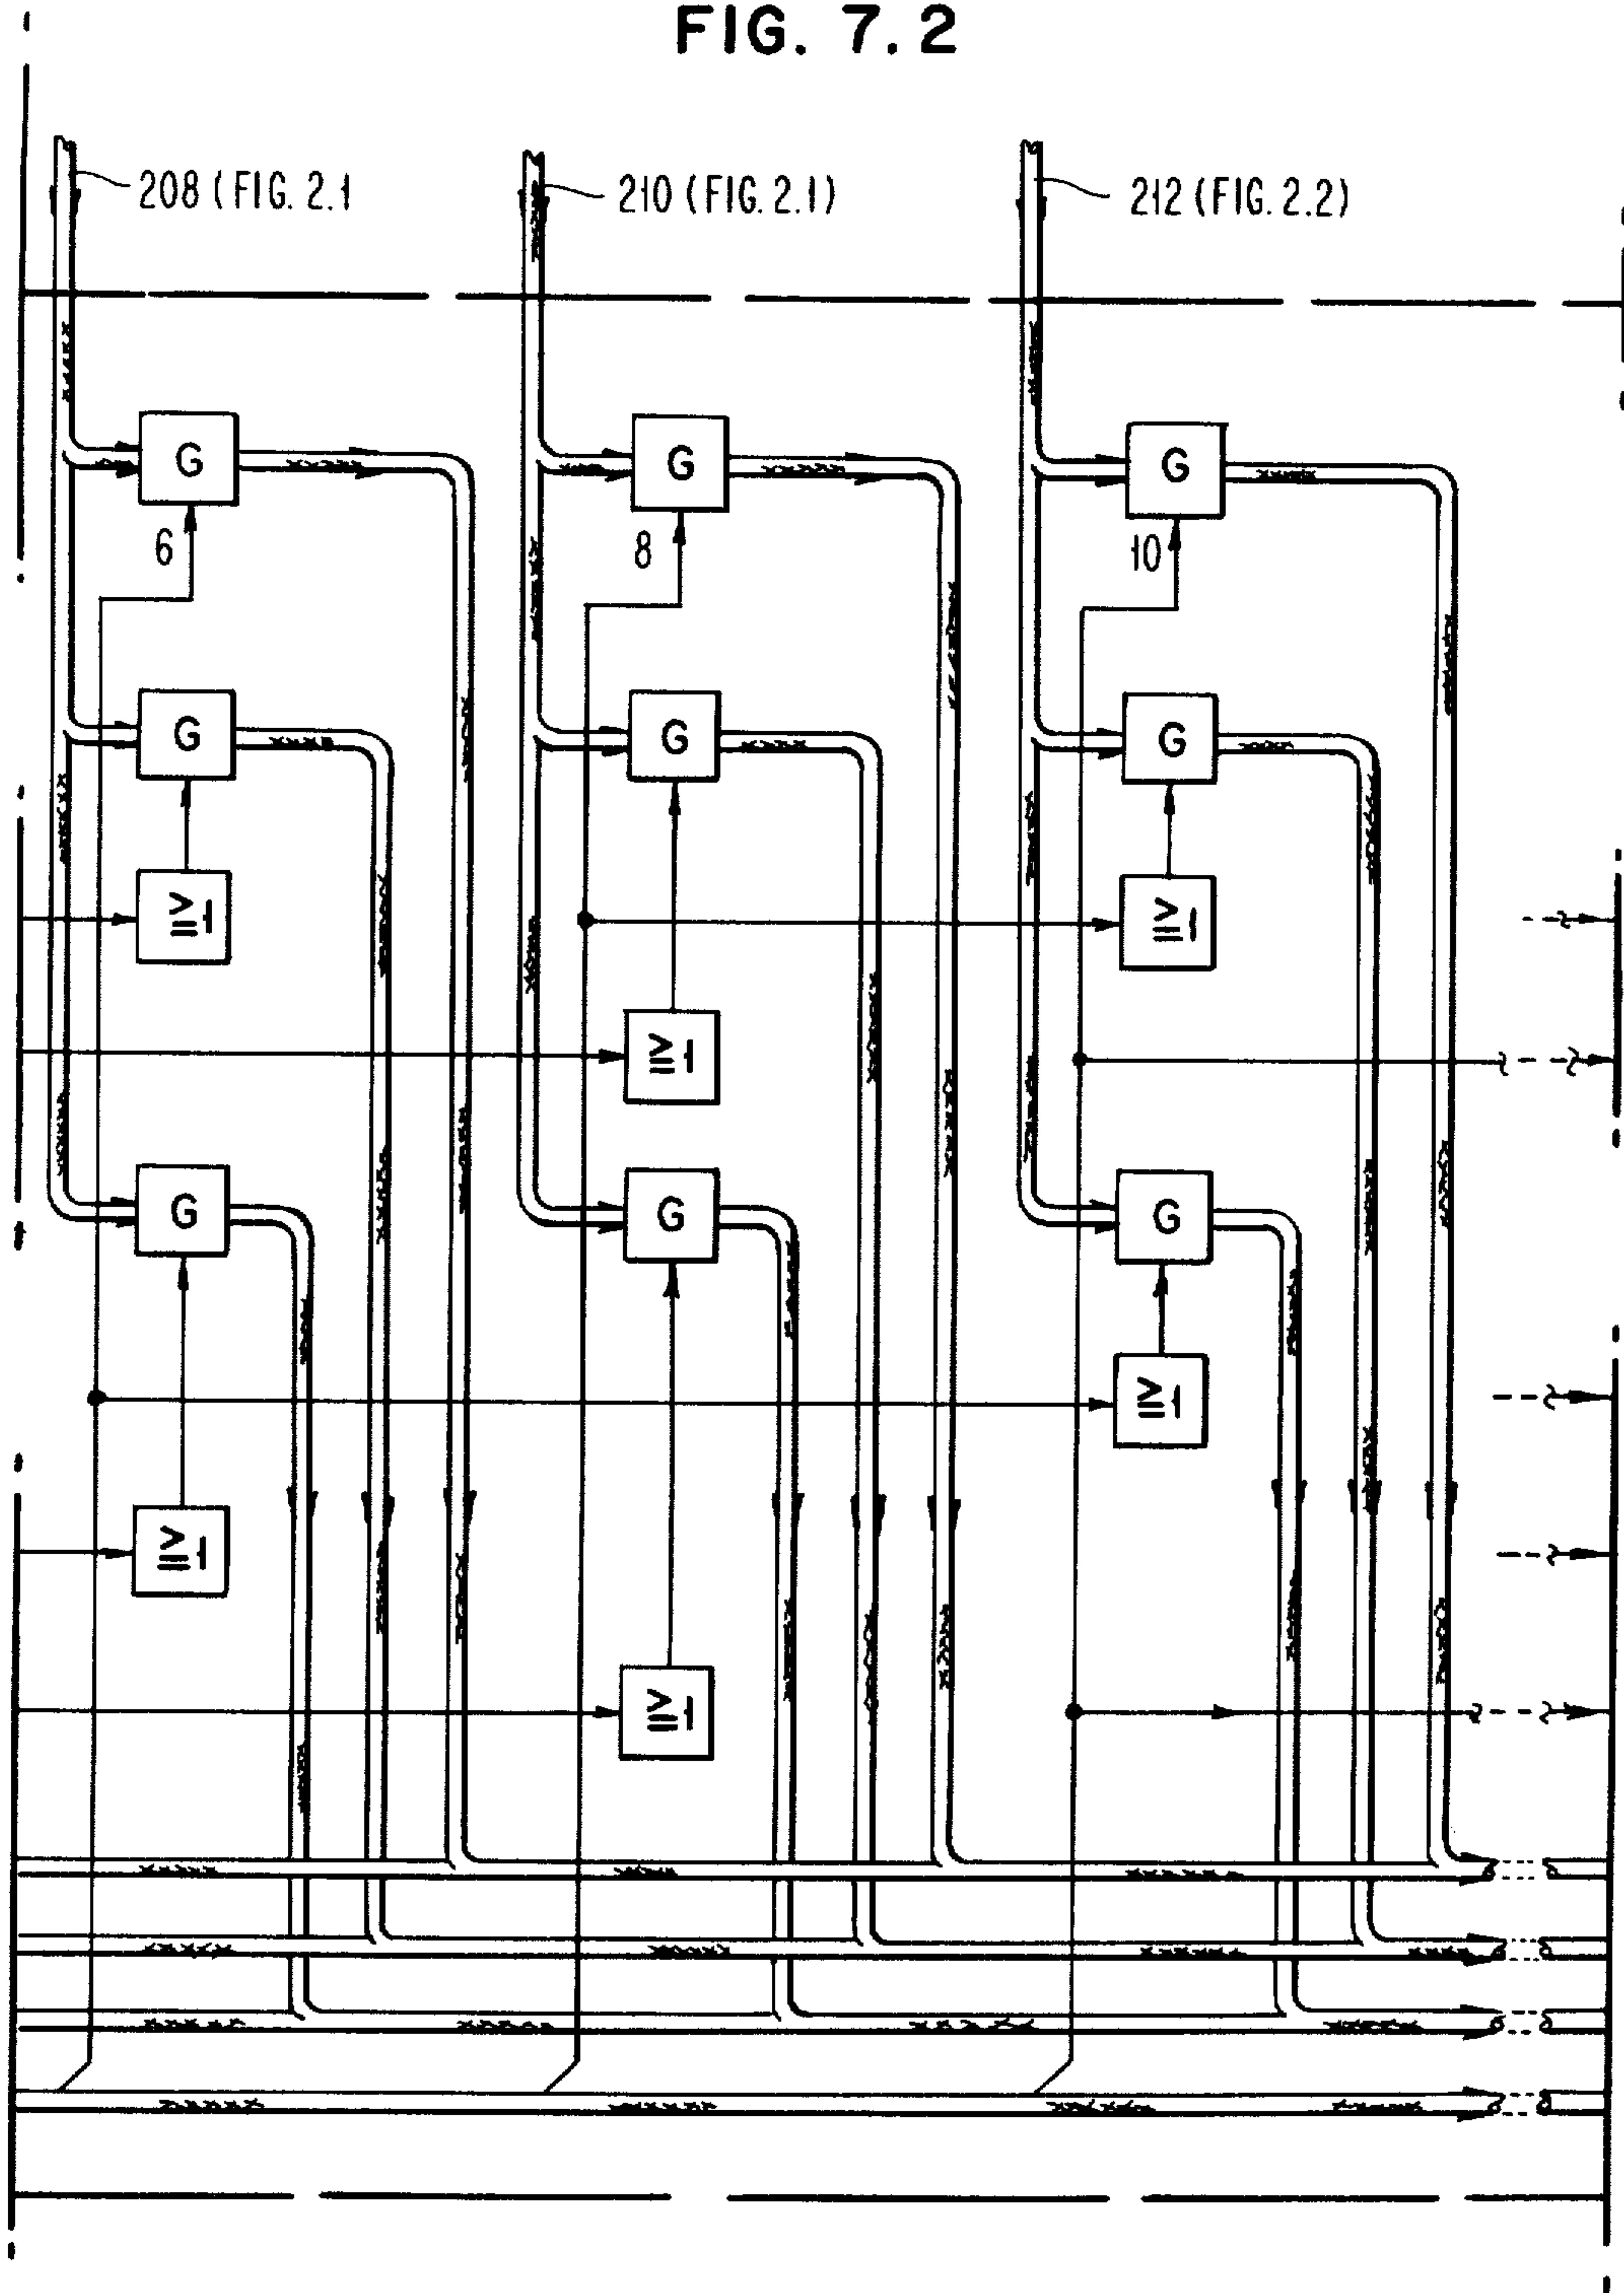 FIG. 7.2
208 (FIG. 2.1
210 (FIG. 2.1)
212 (FIG. 2.2)
G
G
G
6
8
10
G
G
G
≥1
≥1
≥1
G
G
G
≥1
≥1
≥1